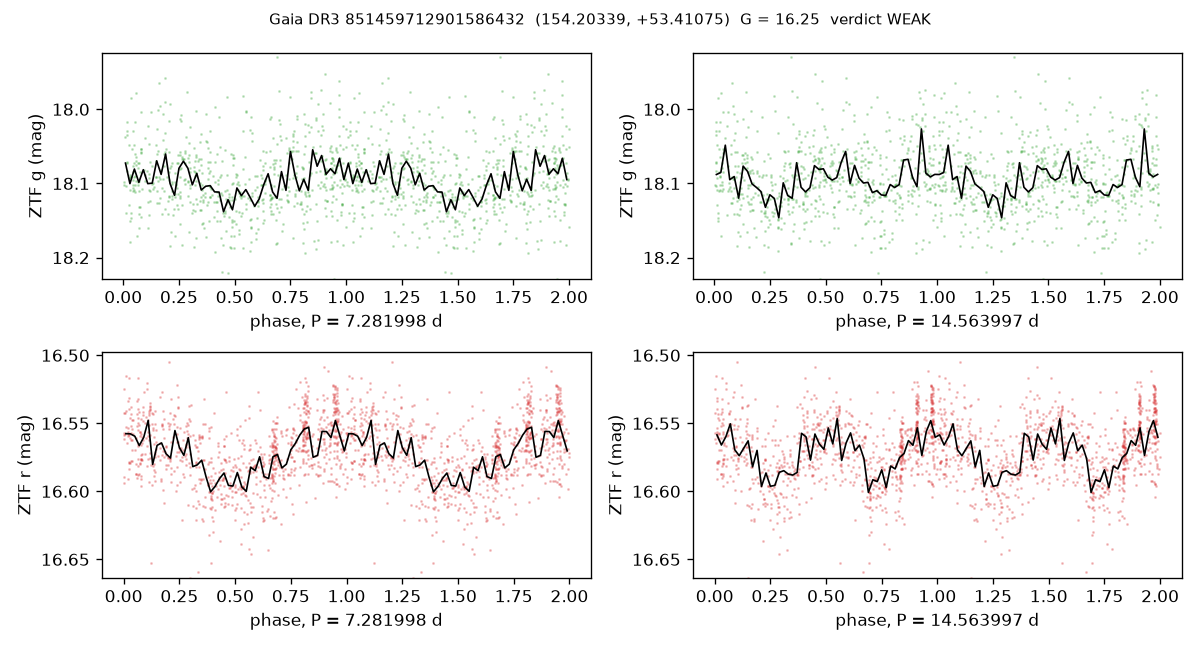 Gaia DR3 851459712901586432  (154.20339, +53.41075)  G = 16.25  verdict WEAK
ZTF g (mag)
18.0
18.1
18.2
0.00 0.25 0.50 0.75 1.00 1.25 1.50 1.75 2.00
phase, P = 7.281998 d
ZTF g (mag)
18.0
18.1
18.2
0.00 0.25 0.50 0.75 1.00 1.25 1.50 1.75 2.00
phase, P = 14.563997 d
ZTF r (mag)
16.50
16.55
16.60
16.65
0.00 0.25 0.50 0.75 1.00 1.25 1.50 1.75 2.00
phase, P = 7.281998 d
ZTF r (mag)
16.50
16.55
16.60
16.65
0.00 0.25 0.50 0.75 1.00 1.25 1.50 1.75 2.00
phase, P = 14.563997 d